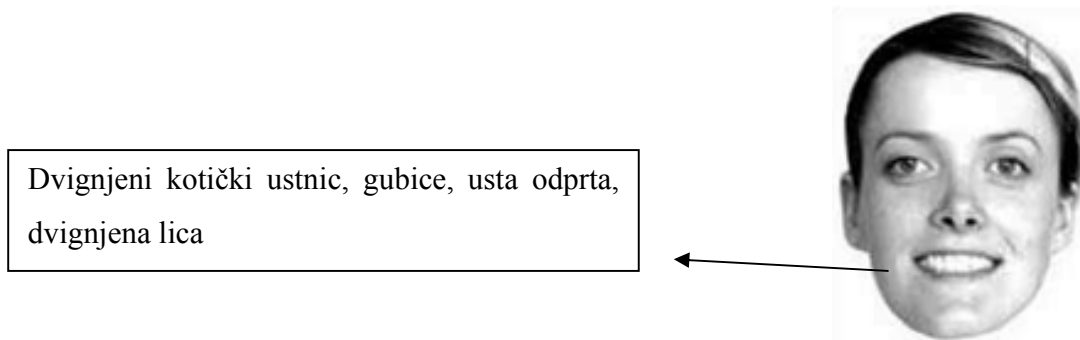 Dvignjeni kotički ustnic, gubice, usta odprta,
dvignjena lica